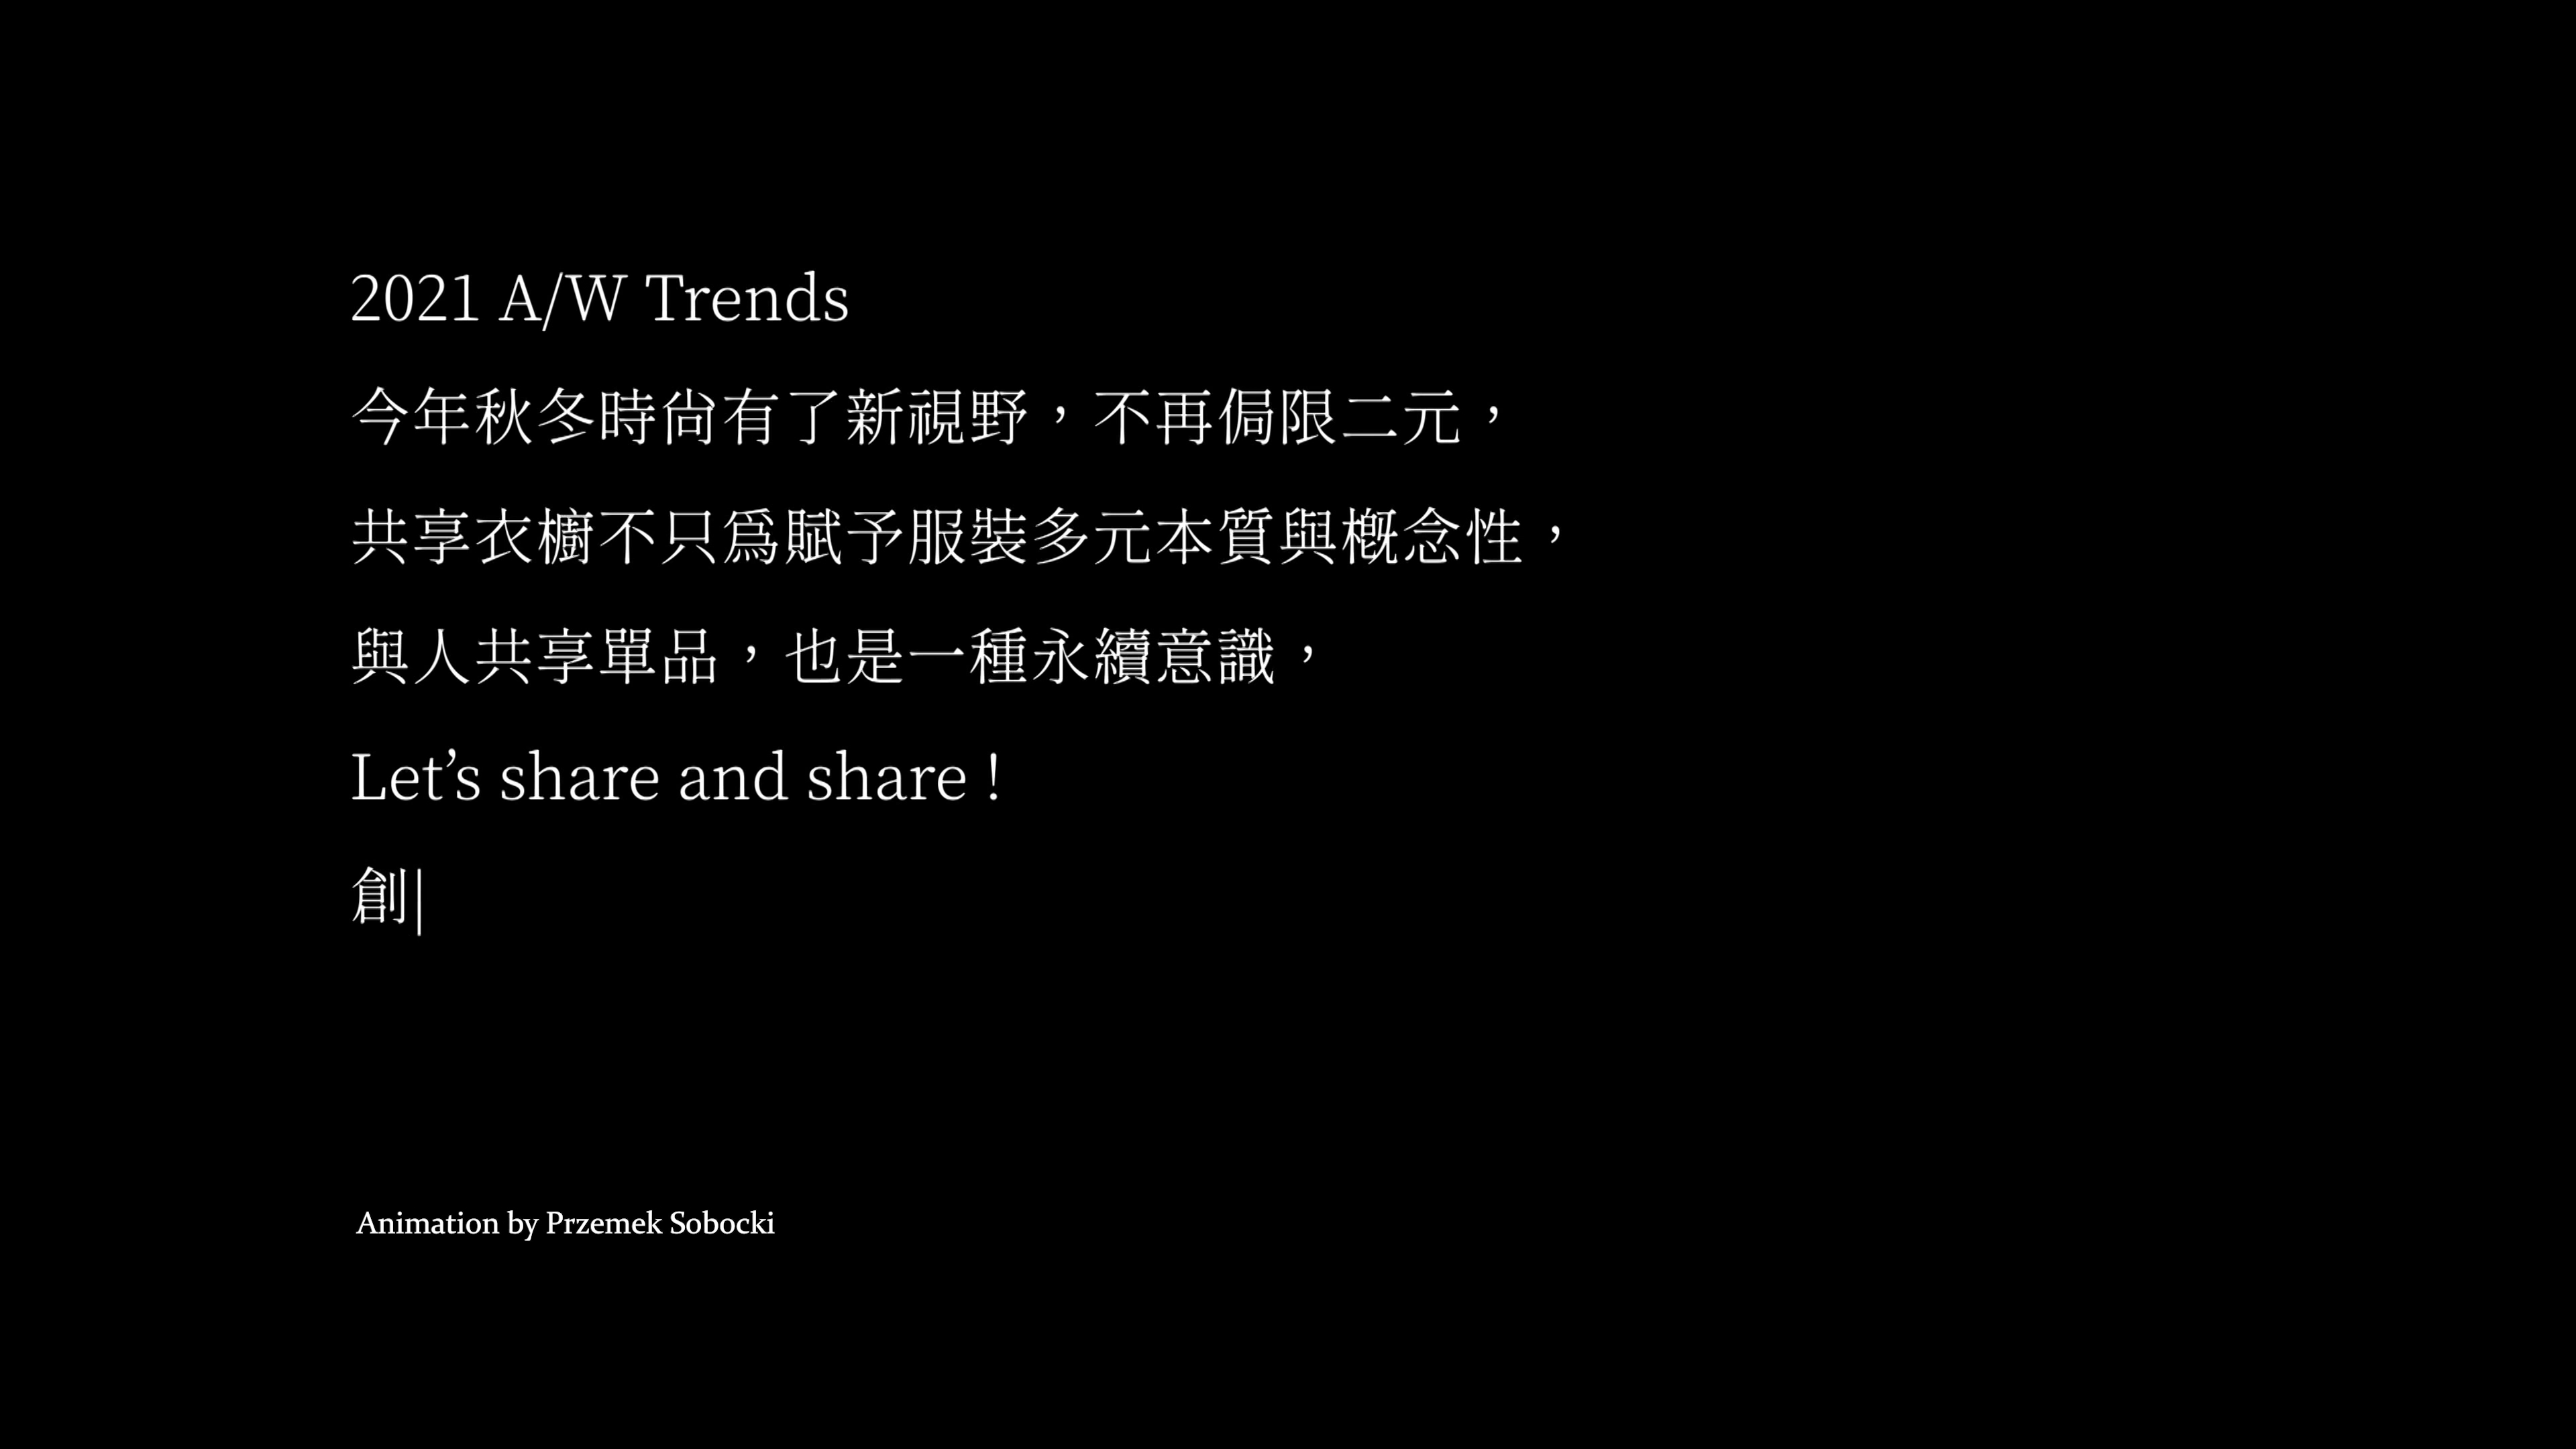 2021 A/W Trends
今年秋冬時尙有了新視野，不再侷限二元，
共享衣櫥不只爲賦予服裝多元本質與槪念性，
與人共享單品，也是一種永續意識，
Let’s share and share !
創|
Animation by Przemek Sobocki